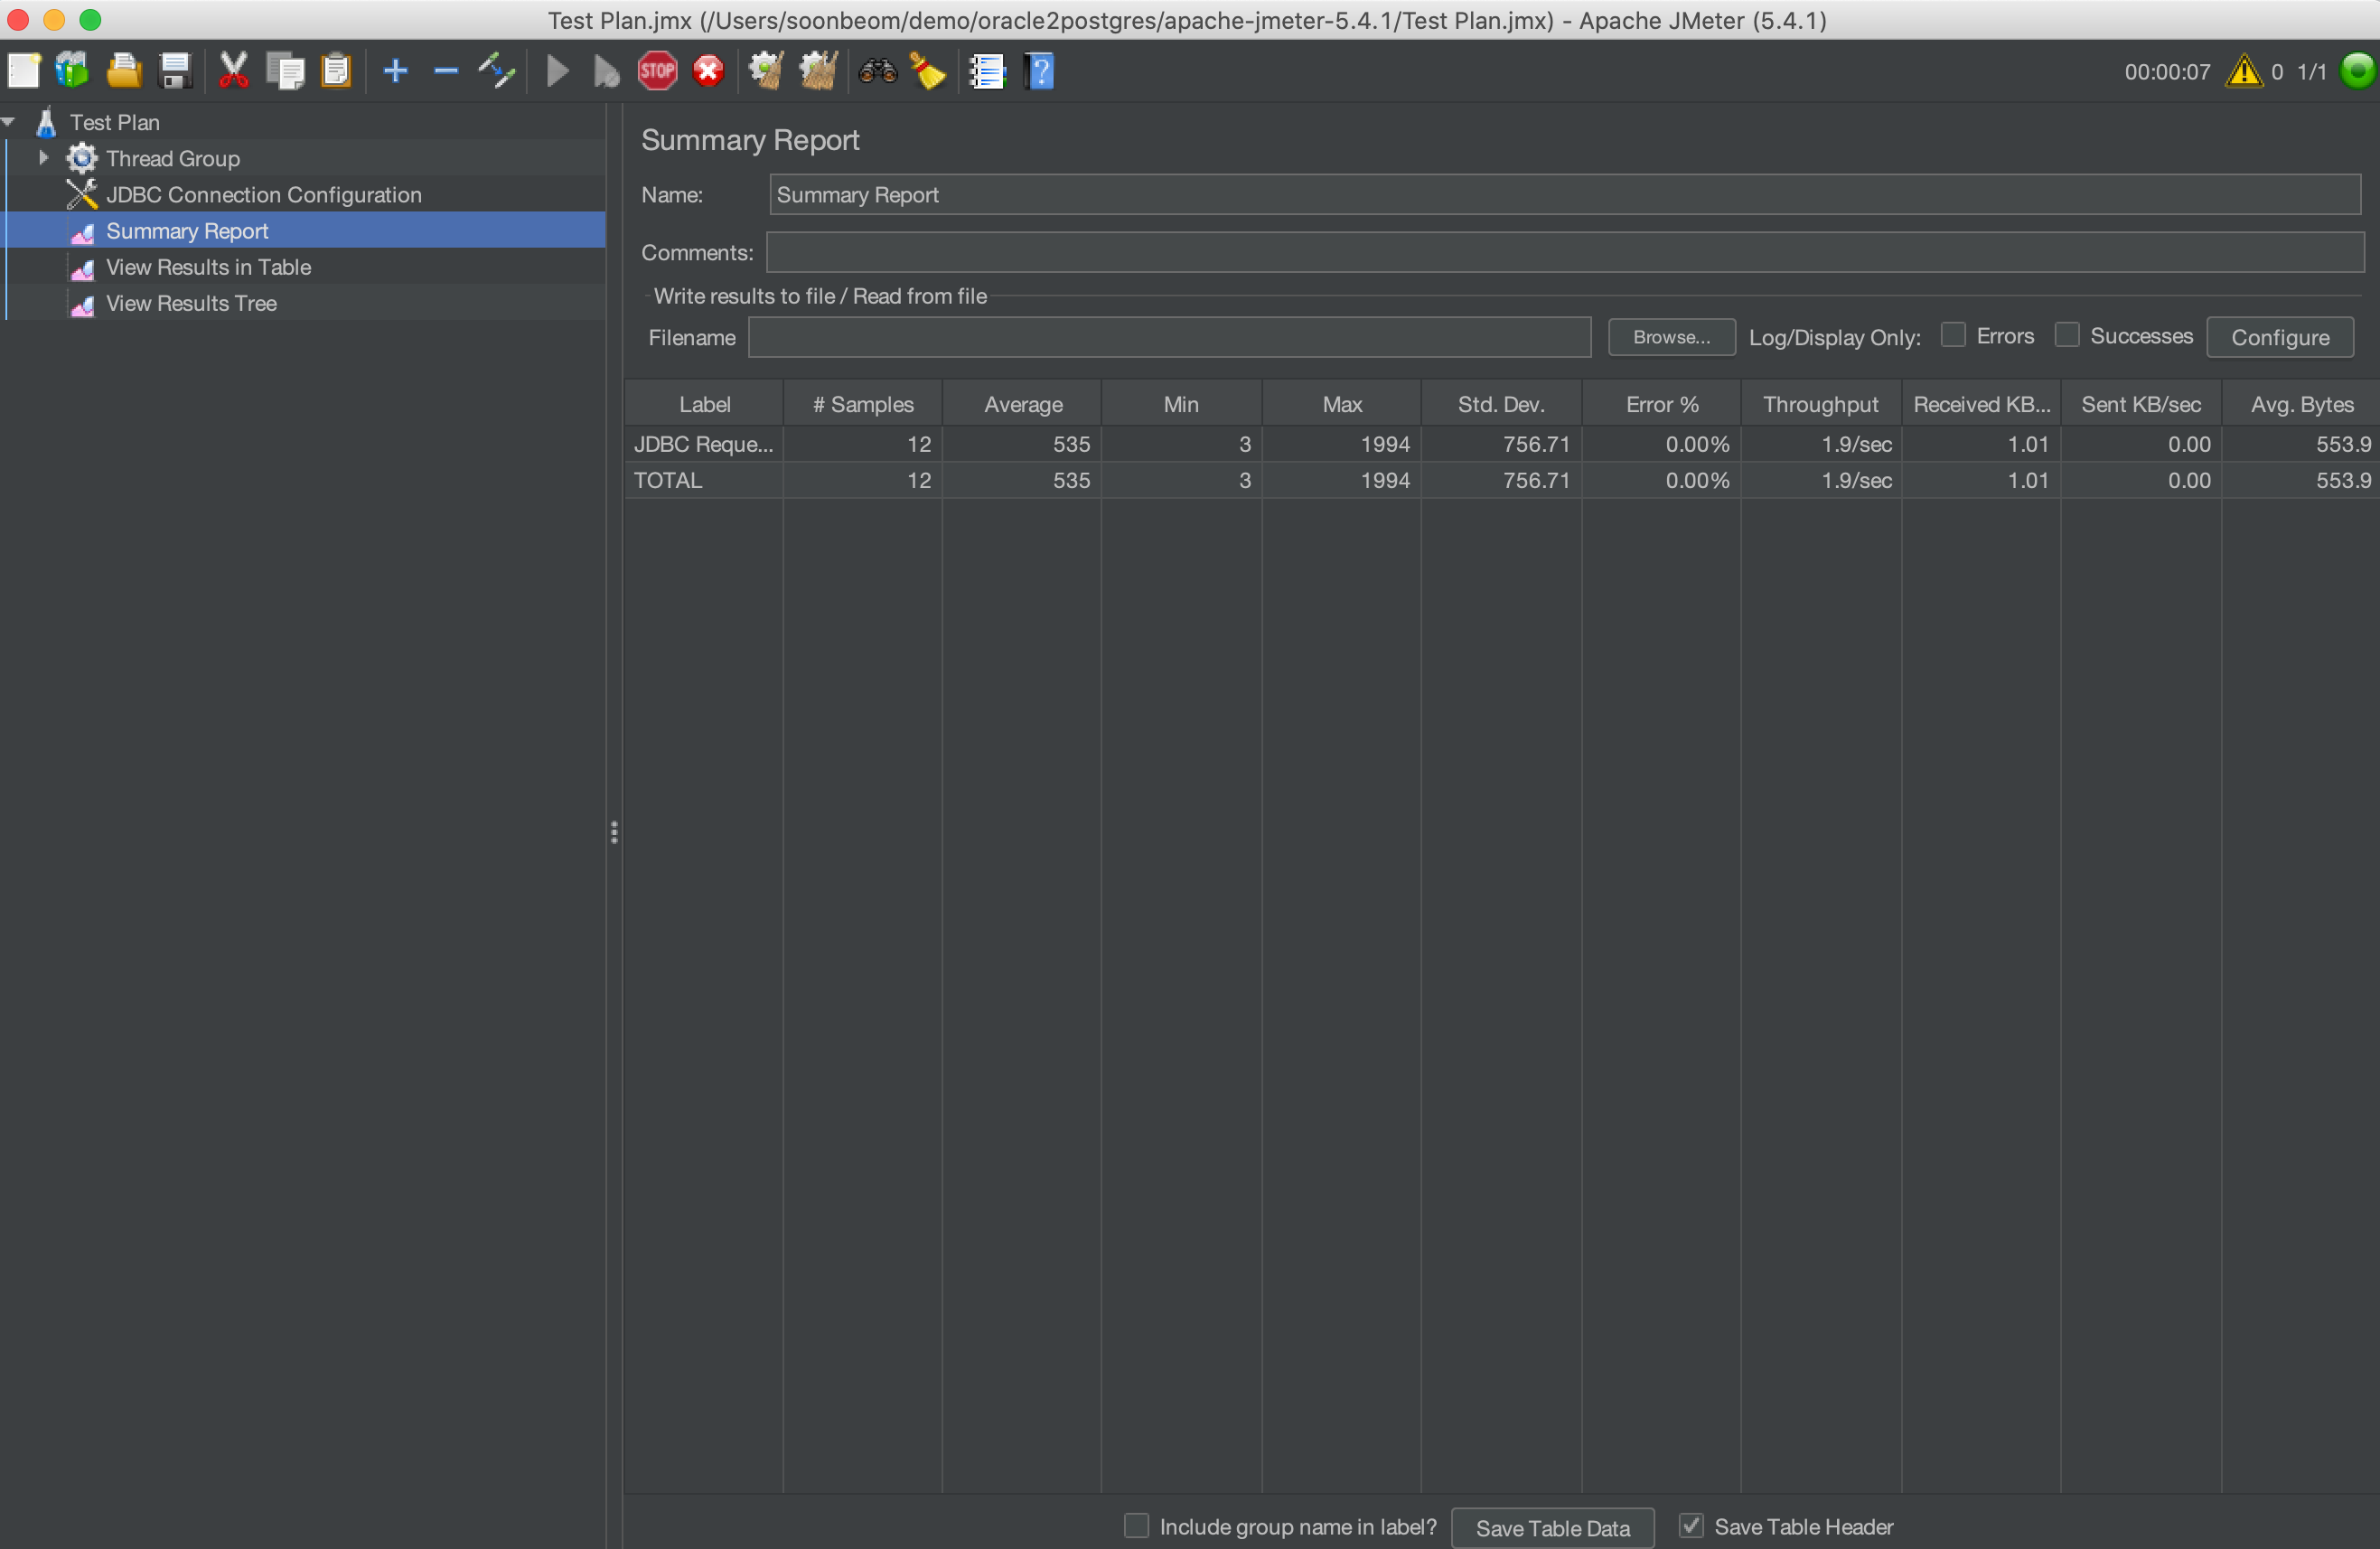 Test Plan.jmx (/Users/soonbeom/demo/oracle2postgres/apache-jmeter-5.4.1/Test Plan.jmx) - Apache JMeter (5.4.1)
STOP ? 00:00:07 0 1/1
Test Plan
Thread Group
JDBC Connection Configuration
Summary Report
View Results in Table
View Results Tree
Summary Report
Name: Summary Report
Comments:
Write results to file / Read from file
Filename Browse... Log/Display Only: Errors Successes Configure
Label # Samples Average Min Max Std. Dev. Error % Throughput Received KB... Sent KB/sec Avg. Bytes
JDBC Reque... 12 535 3 1994 756.71 0.00% 1.9/sec 1.01 0.00 553.9
TOTAL 12 535 3 1994 756.71 0.00% 1.9/sec 1.01 0.00 553.9
Include group name in label? Save Table Data Save Table Header